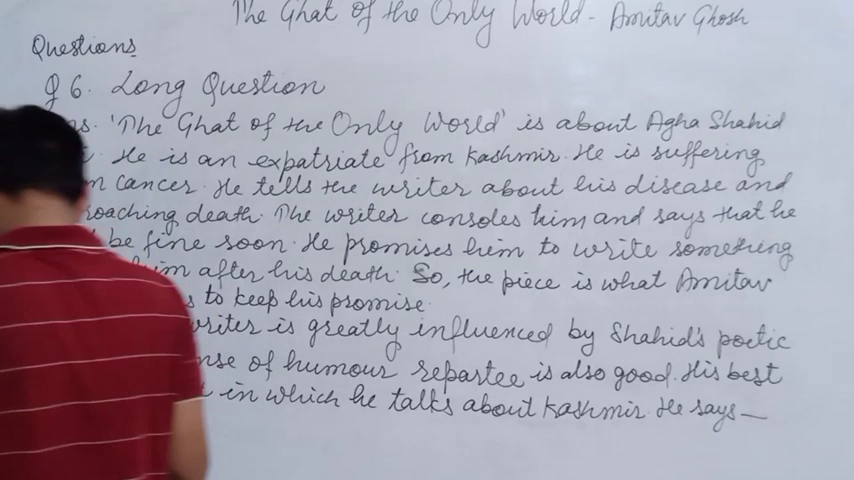 The Ghat of the Only World - Amitav Ghosh
Questions
Q 6. Long Question
'The Ghat of the Only World' is about Agha Shahid
He is an expatriate from Kashmir. He is suffering
cancer. He tells the writer about his disease and
death. The writer consoles him and says that he
be fine soon. He promises him to write something
him after his death. So, the piece is what Amitav
to keep his promise.
writer is greatly influenced by Shahid's poetic
of humour repartee is also good. His best
in which he talks about Kashmir. He says—